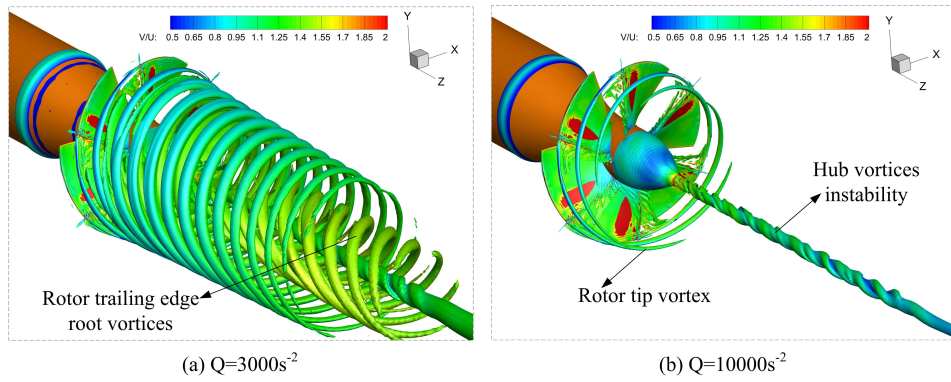 V/U: 0.5 0.65 0.8 0.95 1.1 1.25 1.4 1.55 1.7 1.85 2
Y
X
Z
Rotor trailing edge
root vortices
(a) Q=3000s-2
V/U: 0.5 0.65 0.8 0.95 1.1 1.25 1.4 1.55 1.7 1.85 2
Y
X
Z
Hub vortices
instability
Rotor tip vortex
(b) Q=10000s-2